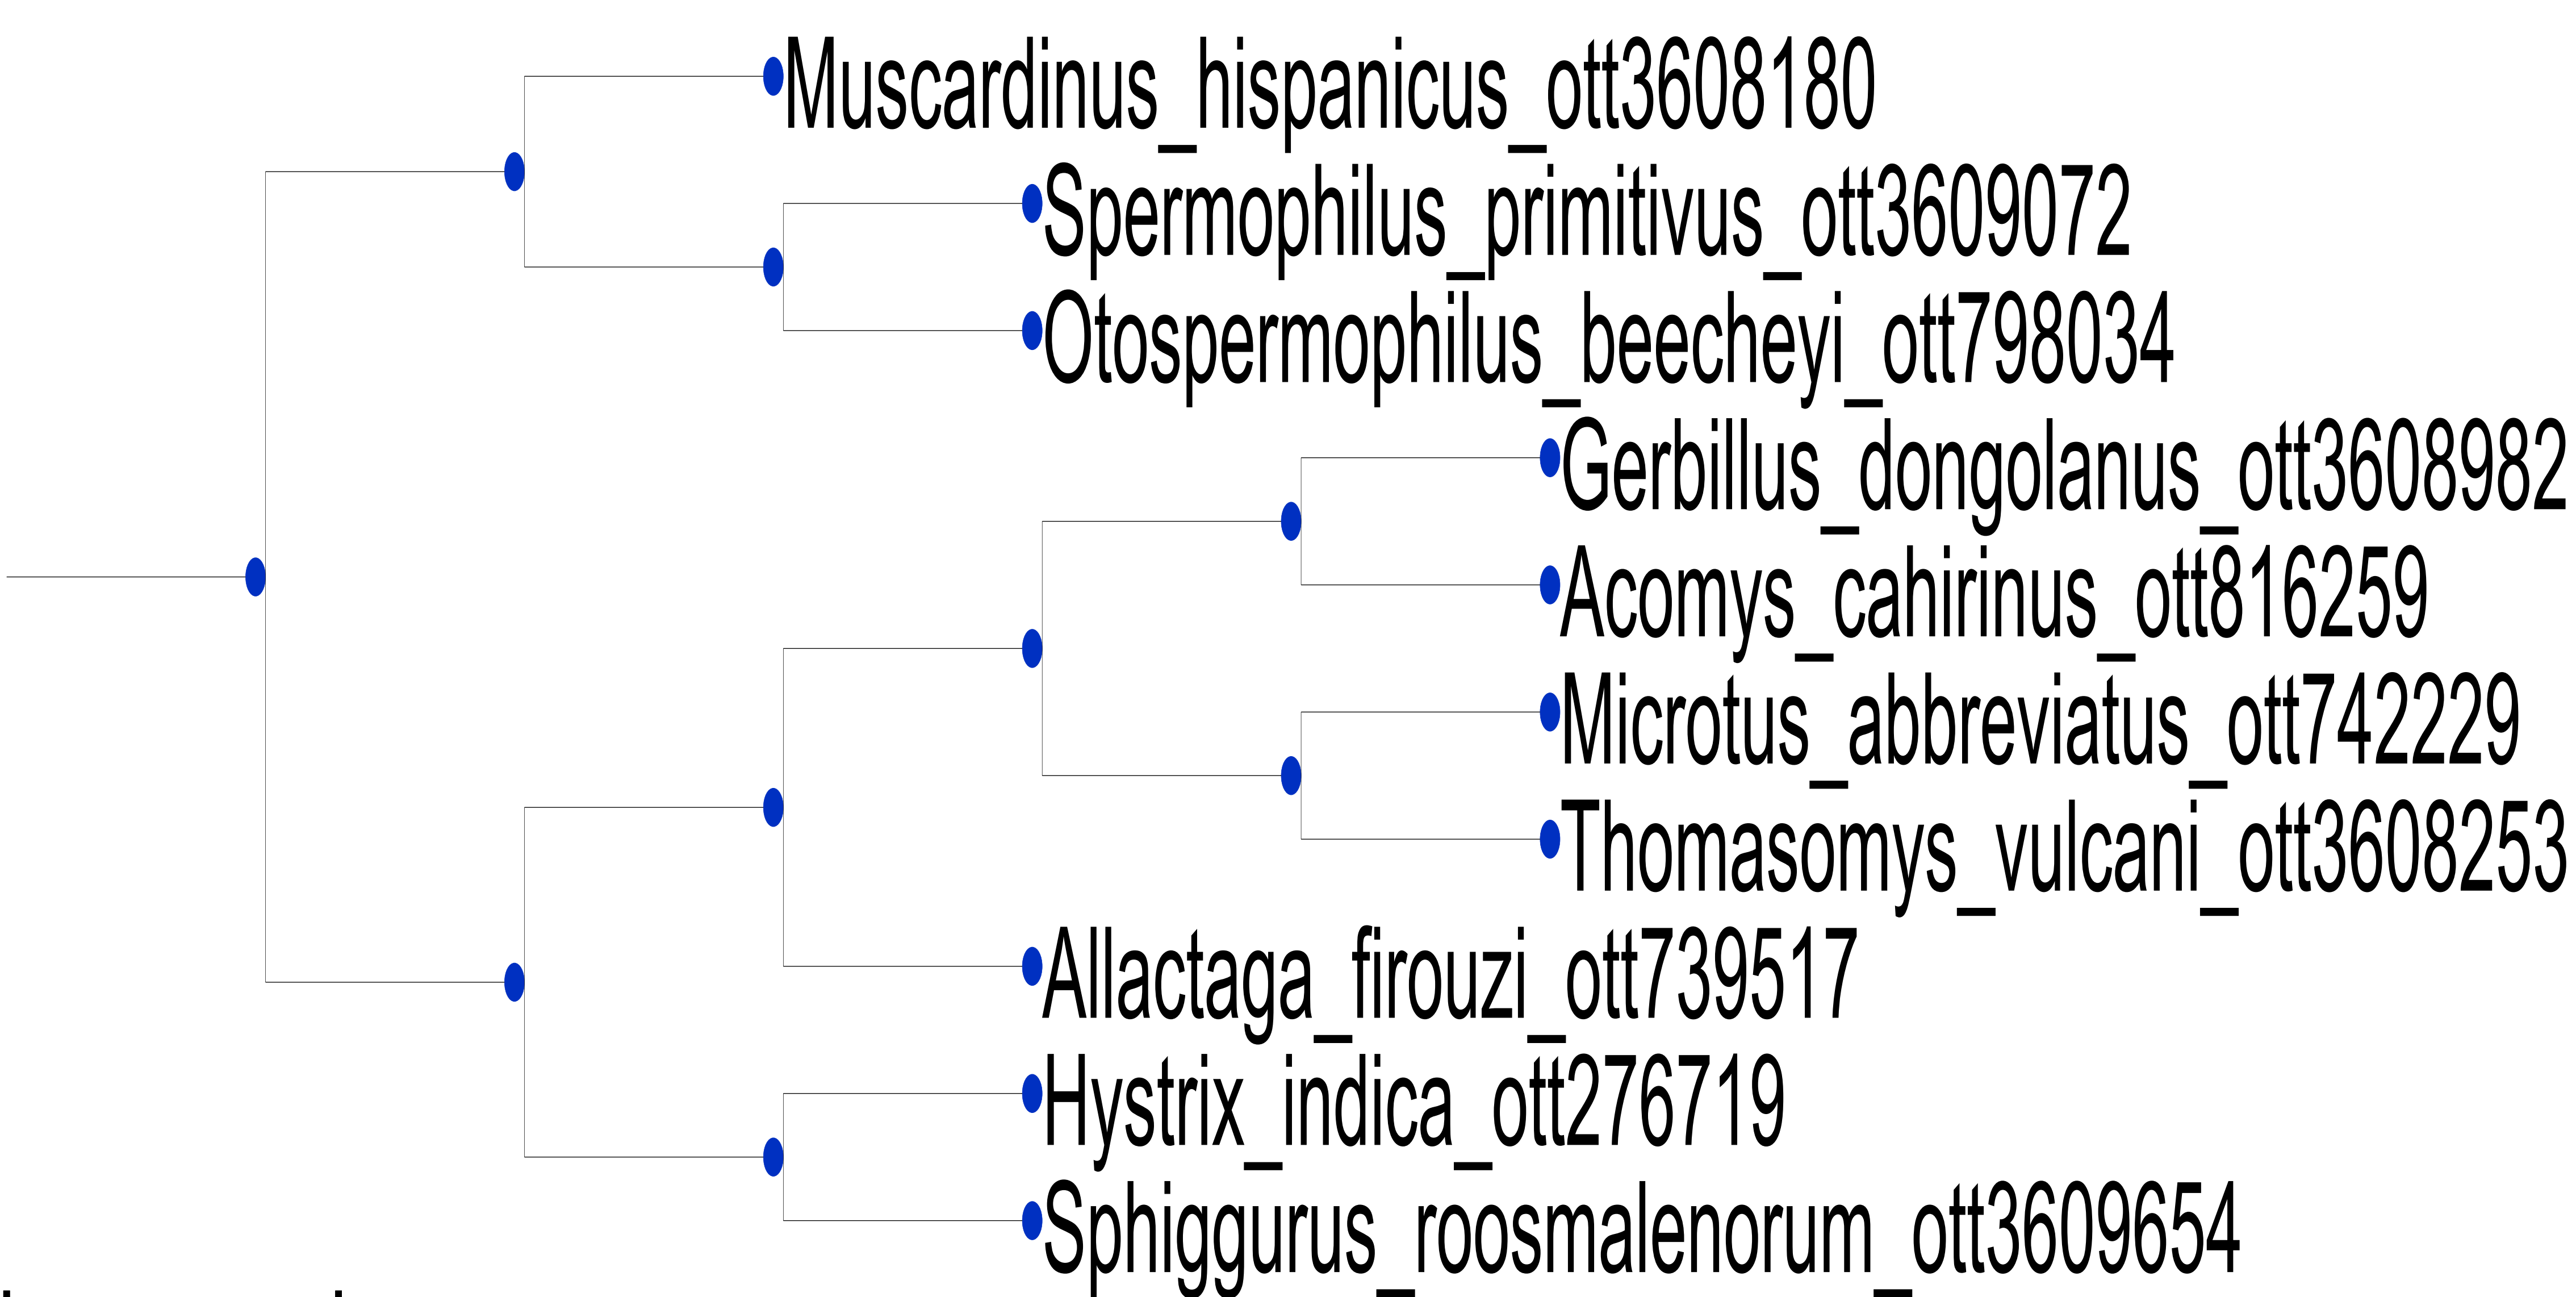 Muscardinus_hispanicus_ott3608180
Spermophilus_primitivus_ott3609072
Otospermophilus_beecheyi_ott798034
Gerbillus_dongolanus_ott3608982
Acomys_cahirinus_ott816259
Microtus_abbreviatus_ott742229
Thomasomys_vulcani_ott3608253
Allactaga_firouzi_ott739517
Hystrix_indica_ott276719
Sphiggurus_roosmalenorum_ott3609654